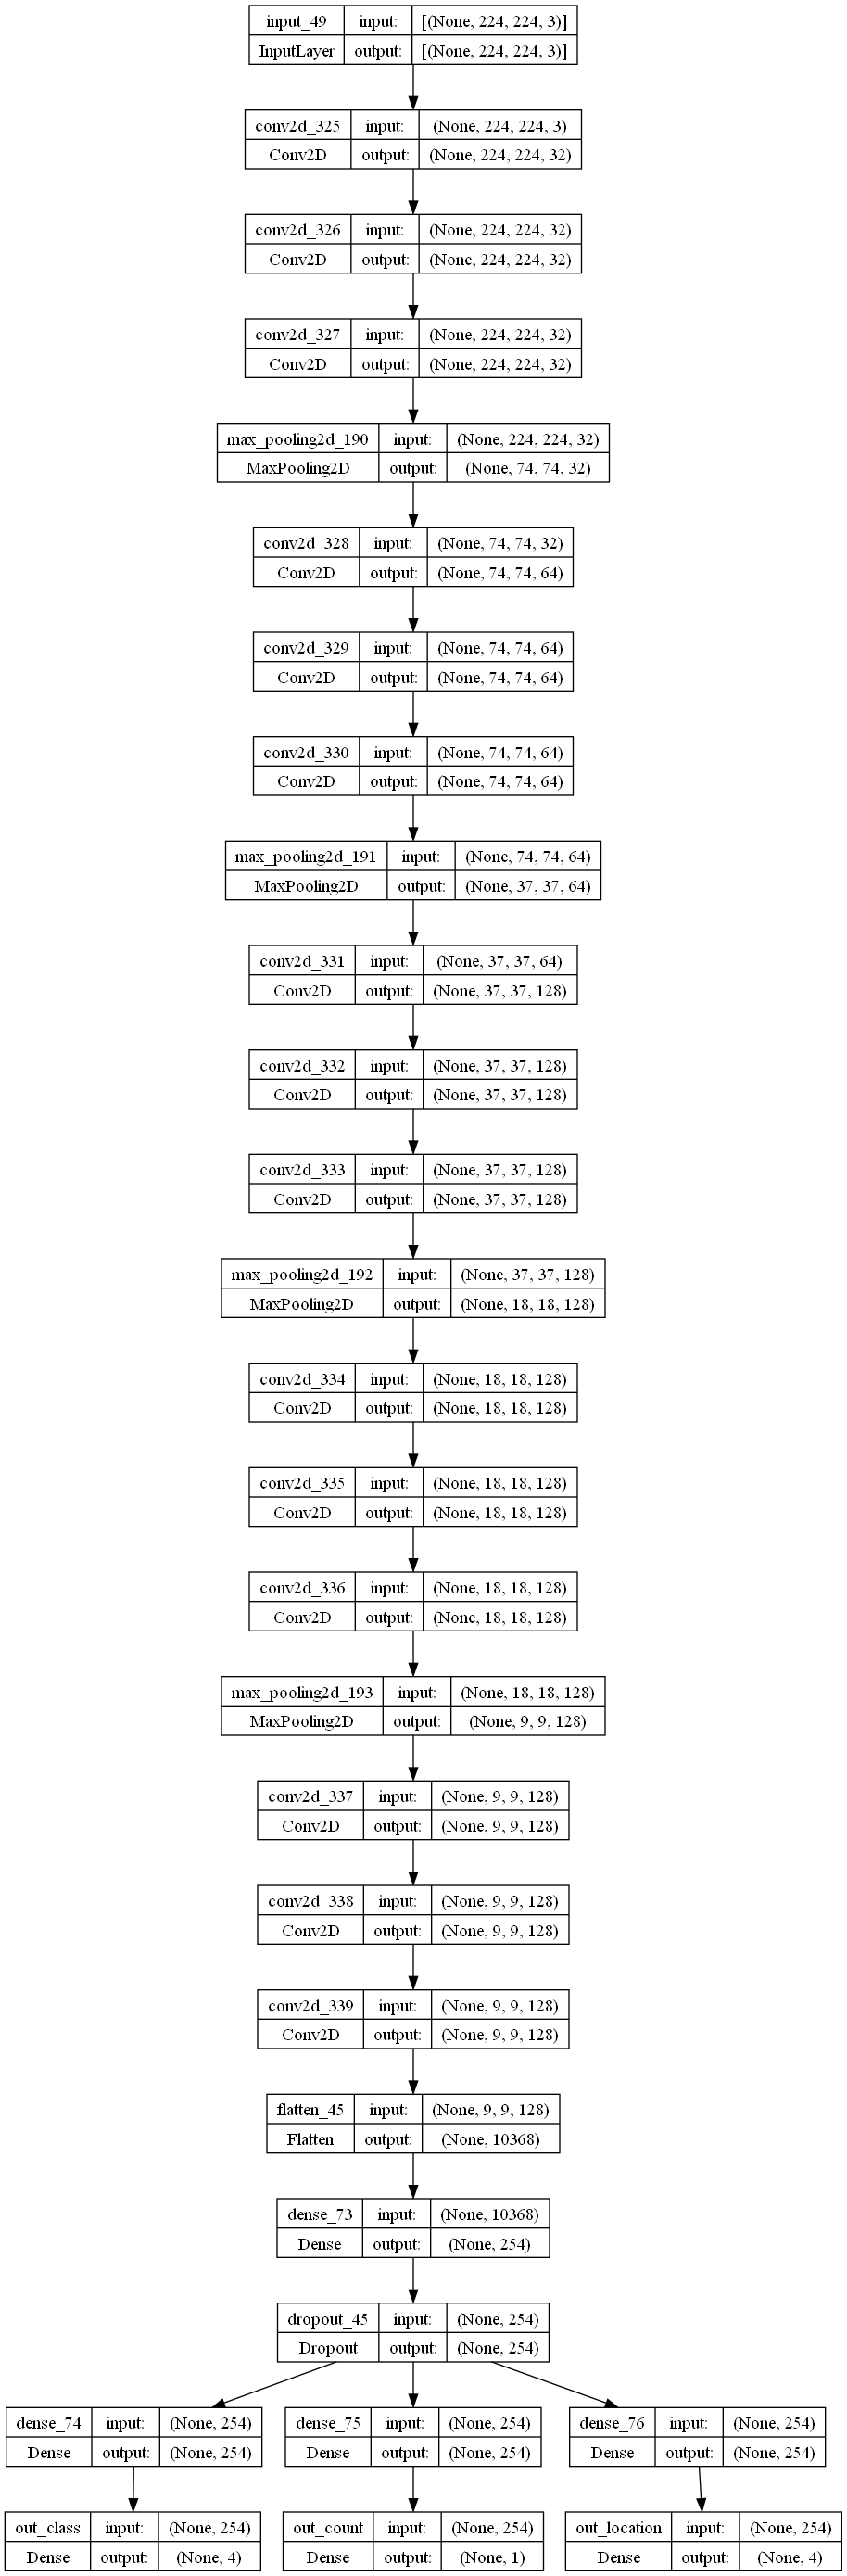 input_49 input: [(None, 224, 224, 3)]
InputLayer output: [(None, 224, 224, 3)]
conv2d_325 input: (None, 224, 224, 3)
Conv2D output: (None, 224, 224, 32)
conv2d_326 input: (None, 224, 224, 32)
Conv2D output: (None, 224, 224, 32)
conv2d_327 input: (None, 224, 224, 32)
Conv2D output: (None, 224, 224, 32)
max_pooling2d_190 input: (None, 224, 224, 32)
MaxPooling2D output: (None, 74, 74, 32)
conv2d_328 input: (None, 74, 74, 32)
Conv2D output: (None, 74, 74, 64)
conv2d_329 input: (None, 74, 74, 64)
Conv2D output: (None, 74, 74, 64)
conv2d_330 input: (None, 74, 74, 64)
Conv2D output: (None, 74, 74, 64)
max_pooling2d_191 input: (None, 74, 74, 64)
MaxPooling2D output: (None, 37, 37, 64)
conv2d_331 input: (None, 37, 37, 64)
Conv2D output: (None, 37, 37, 128)
conv2d_332 input: (None, 37, 37, 128)
Conv2D output: (None, 37, 37, 128)
conv2d_333 input: (None, 37, 37, 128)
Conv2D output: (None, 37, 37, 128)
max_pooling2d_192 input: (None, 37, 37, 128)
MaxPooling2D output: (None, 18, 18, 128)
conv2d_334 input: (None, 18, 18, 128)
Conv2D output: (None, 18, 18, 128)
conv2d_335 input: (None, 18, 18, 128)
Conv2D output: (None, 18, 18, 128)
conv2d_336 input: (None, 18, 18, 128)
Conv2D output: (None, 18, 18, 128)
max_pooling2d_193 input: (None, 18, 18, 128)
MaxPooling2D output: (None, 9, 9, 128)
conv2d_337 input: (None, 9, 9, 128)
Conv2D output: (None, 9, 9, 128)
conv2d_338 input: (None, 9, 9, 128)
Conv2D output: (None, 9, 9, 128)
conv2d_339 input: (None, 9, 9, 128)
Conv2D output: (None, 9, 9, 128)
flatten_45 input: (None, 9, 9, 128)
Flatten output: (None, 10368)
dense_73 input: (None, 10368)
Dense output: (None, 254)
dropout_45 input: (None, 254)
Dropout output: (None, 254)
dense_74 input: (None, 254) dense_75 input: (None, 254) dense_76 input: (None, 254)
Dense output: (None, 254) Dense output: (None, 254) Dense output: (None, 254)
out_class input: (None, 254) out_count input: (None, 254) out_location input: (None, 254)
Dense output: (None, 4) Dense output: (None, 1) Dense output: (None, 4)